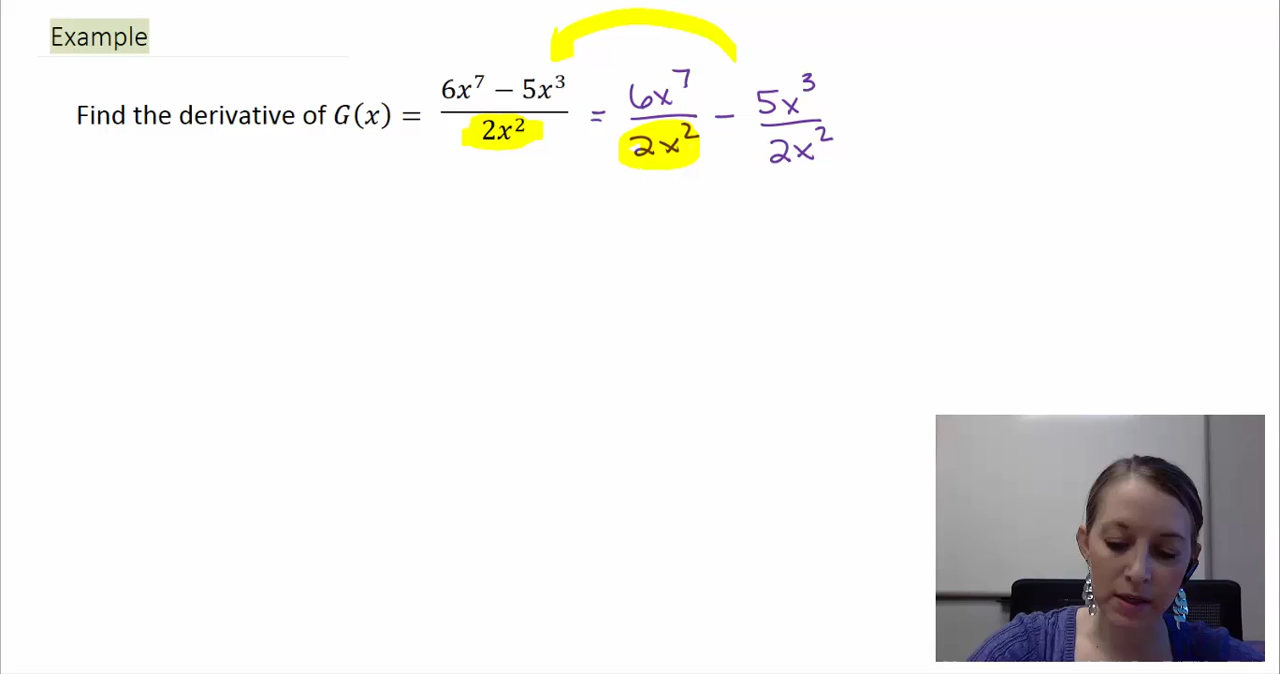 Example
Find the derivative of G(x) = (6x⁷ − 5x³)/(2x²) = 6x⁷/2x² − 5x³/2x²